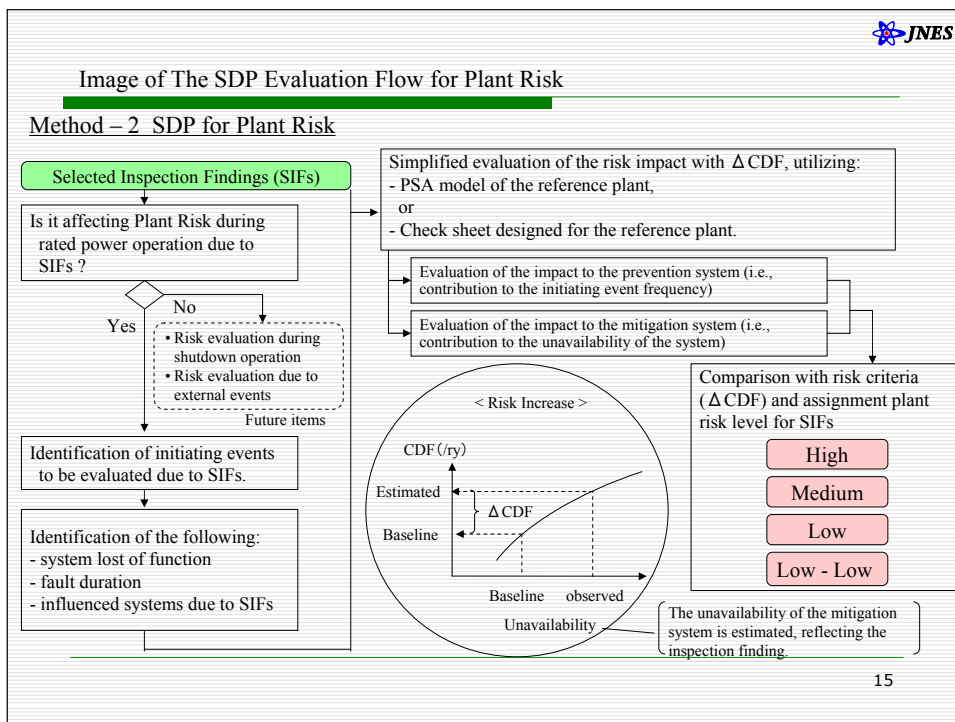 JNES
Image of The SDP Evaluation Flow for Plant Risk
Method – 2 SDP for Plant Risk
Selected Inspection Findings (SIFs)
Is it affecting Plant Risk during
rated power operation due to
SIFs ?
No
Yes
• Risk evaluation during
shutdown operation
• Risk evaluation due to
external events
Future items
Identification of initiating events
to be evaluated due to SIFs.
Identification of the following:
- system lost of function
- fault duration
- influenced systems due to SIFs
Simplified evaluation of the risk impact with ΔCDF, utilizing:
- PSA model of the reference plant,
or
- Check sheet designed for the reference plant.
Evaluation of the impact to the prevention system (i.e.,
contribution to the initiating event frequency)
Evaluation of the impact to the mitigation system (i.e.,
contribution to the unavailability of the system)
< Risk Increase >
CDF(/ry)
Estimated
ΔCDF
Baseline
Baseline observed
Unavailability
The unavailability of the mitigation
system is estimated, reflecting the
inspection finding.
Comparison with risk criteria
(ΔCDF) and assignment plant
risk level for SIFs
High
Medium
Low
Low - Low
15